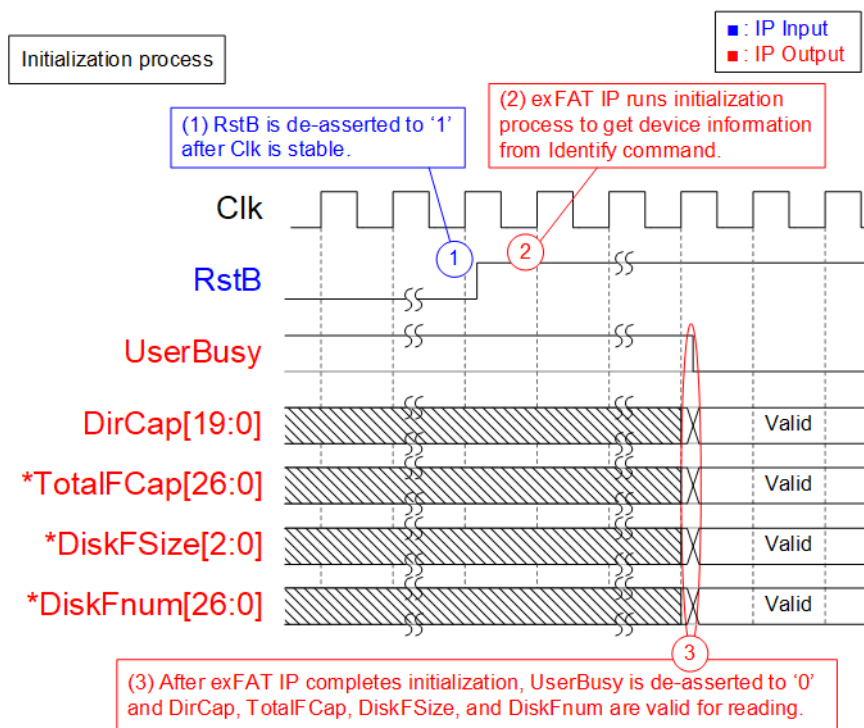 ■ : IP Input
■ : IP Output
Initialization process
(1) RstB is de-asserted to ‘1’
after Clk is stable.
(2) exFAT IP runs initialization
process to get device information
from Identify command.
Clk
1
2
RstB
UserBusy
DirCap[19:0]
Valid
*TotalFCap[26:0]
Valid
*DiskFSize[2:0]
Valid
*DiskFnum[26:0]
Valid
3
(3) After exFAT IP completes initialization, UserBusy is de-asserted to ‘0’
and DirCap, TotalFCap, DiskFSize, and DiskFnum are valid for reading.